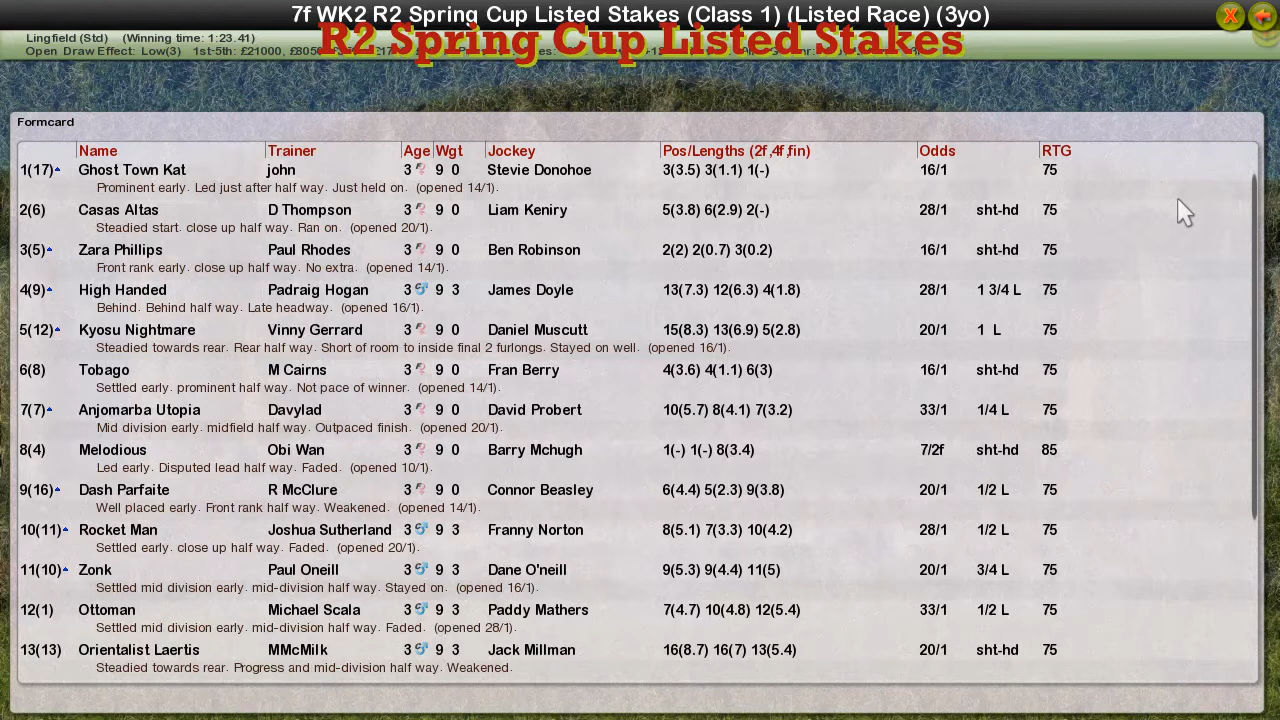 7f WK2 R2 Spring Cup Listed Stakes (Class 1) (Listed Race) (3yo)
R2 Spring Cup Listed Stakes
Lingfield (Std) (Winning time: 1:23.41)
Open Draw Effect: Low(3) 1st-5th: £21000, £8050
Formcard
Name Trainer Age Wgt Jockey Pos/Lengths (2f,4f,fin) Odds RTG
1(17) Ghost Town Kat john 3 9 0 Stevie Donohoe 3(3.5) 3(1.1) 1(-) 16/1 75
Prominent early. Led just after half way. Just held on. (opened 14/1).
2(6) Casas Altas D Thompson 3 9 0 Liam Keniry 5(3.8) 6(2.9) 2(-) 28/1 sht-hd 75
Steadied start. close up half way. Ran on. (opened 20/1).
3(5) Zara Phillips Paul Rhodes 3 9 0 Ben Robinson 2(2) 2(0.7) 3(0.2) 16/1 sht-hd 75
Front rank early. close up half way. No extra. (opened 14/1).
4(9) High Handed Padraig Hogan 3 9 3 James Doyle 13(7.3) 12(6.3) 4(1.8) 28/1 1 3/4 L 75
Behind. Behind half way. Late headway. (opened 16/1).
5(12) Kyosu Nightmare Vinny Gerrard 3 9 0 Daniel Muscutt 15(8.3) 13(6.9) 5(2.8) 20/1 1 L 75
Steadied towards rear. Rear half way. Short of room to inside final 2 furlongs. Stayed on well. (opened 16/1).
6(8) Tobago M Cairns 3 9 0 Fran Berry 4(3.6) 4(1.1) 6(3) 16/1 sht-hd 75
Settled early. prominent half way. Not pace of winner. (opened 14/1).
7(7) Anjomarba Utopia Davylad 3 9 0 David Probert 10(5.7) 8(4.1) 7(3.2) 33/1 1/4 L 75
Mid division early. midfield half way. Outpaced finish. (opened 20/1).
8(4) Melodious Obi Wan 3 9 0 Barry Mchugh 1(-) 1(-) 8(3.4) 7/2f sht-hd 85
Led early. Disputed lead half way. Faded. (opened 10/1).
9(16) Dash Parfaite R McClure 3 9 0 Connor Beasley 6(4.4) 5(2.3) 9(3.8) 20/1 1/2 L 75
Well placed early. Front rank half way. Weakened. (opened 14/1).
10(11) Rocket Man Joshua Sutherland 3 9 3 Franny Norton 8(5.1) 7(3.3) 10(4.2) 28/1 1/2 L 75
Settled early. close up half way. Faded. (opened 20/1).
11(10) Zonk Paul Oneill 3 9 3 Dane O'neill 9(5.3) 9(4.4) 11(5) 20/1 3/4 L 75
Settled mid division early. mid-division half way. Stayed on. (opened 16/1).
12(1) Ottoman Michael Scala 3 9 3 Paddy Mathers 7(4.7) 10(4.8) 12(5.4) 33/1 1/2 L 75
Settled mid division early. mid-division half way. Faded. (opened 28/1).
13(13) Orientalist Laertis MMcMilk 3 9 3 Jack Millman 16(8.7) 16(7) 13(5.4) 20/1 sht-hd 75
Steadied towards rear. Progress and mid-division half way. Weakened.